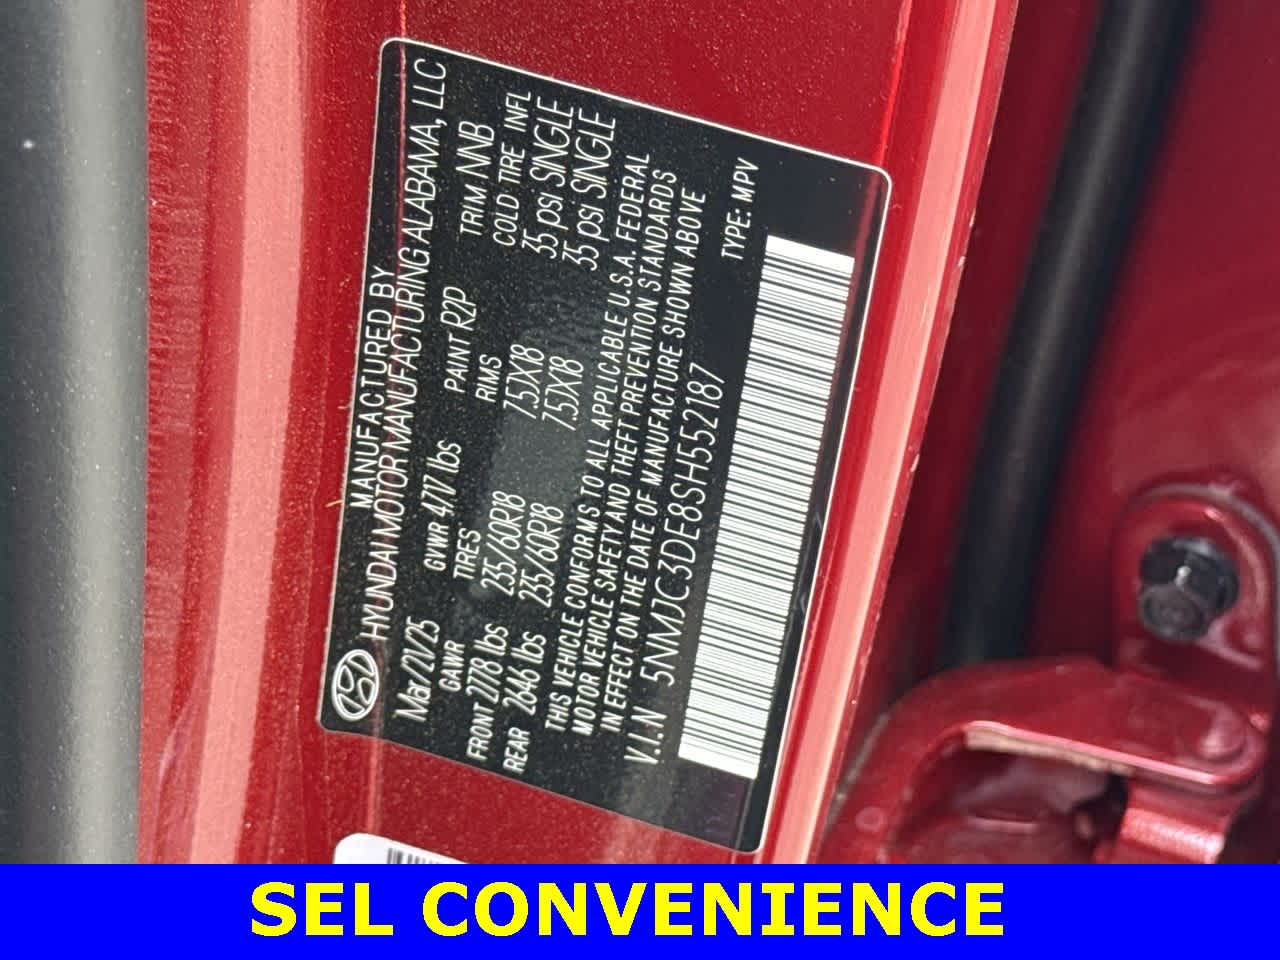 MANUFACTURED BY
HYUNDAI MOTOR MANUFACTURING ALABAMA, LLC
Mar/21/25 GVWR 4717 lbs PAINT R2P TRIM NNB
GAWR TIRES RIMS COLD TIRE INFL
FRONT 2778 lbs 235/60R18 7.5JX18 35 psi SINGLE
REAR 2646 lbs 235/60R18 7.5JX18 35 psi SINGLE
THIS VEHICLE CONFORMS TO ALL APPLICABLE U.S.A. FEDERAL
MOTOR VEHICLE SAFETY AND THEFT PREVENTION STANDARDS
IN EFFECT ON THE DATE OF MANUFACTURE SHOWN ABOVE
V.I.N 5NMJC3DE8SH552187 TYPE: MPV
SEL CONVENIENCE